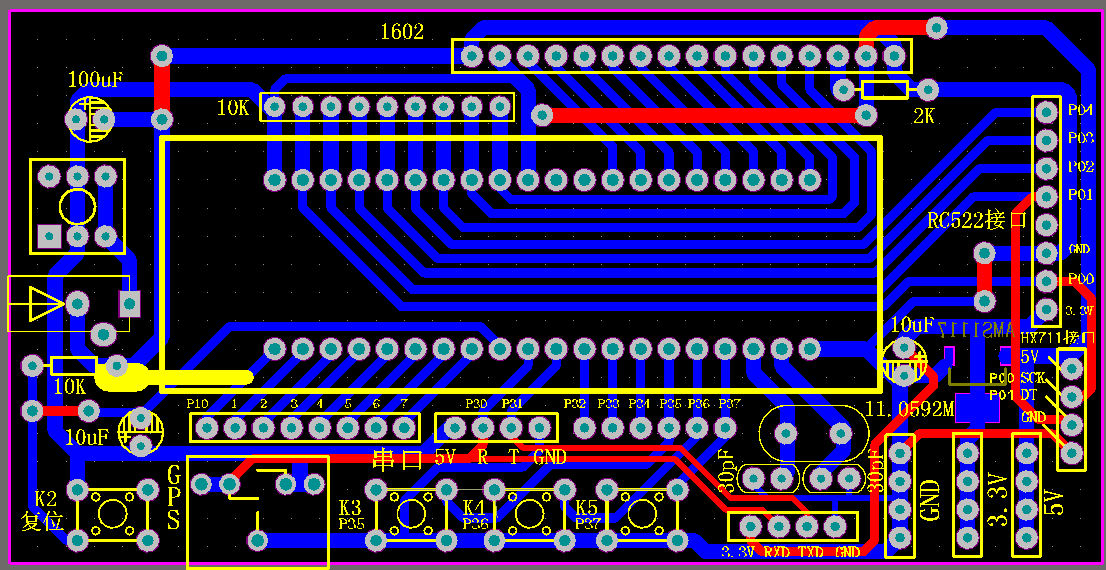 1602
100uF
10K
2K
P04
P03
P02
P01
RC522接口
GND
P00
3.3V
10uF
AMS1117
HX711接口
5V
P00 SCK
P01 DT
GND
10K
11.0592M
P10 1 2 3 4 5 6 7
P30 P31
P32 P33 P34 P35 P36 P37
10uF
串口 5V R T GND
30pF
30pF
GPS
K2
复位
K3
P35
K4
P36
K5
P37
GND
3.3V
5V
3.3V RXD TXD GND